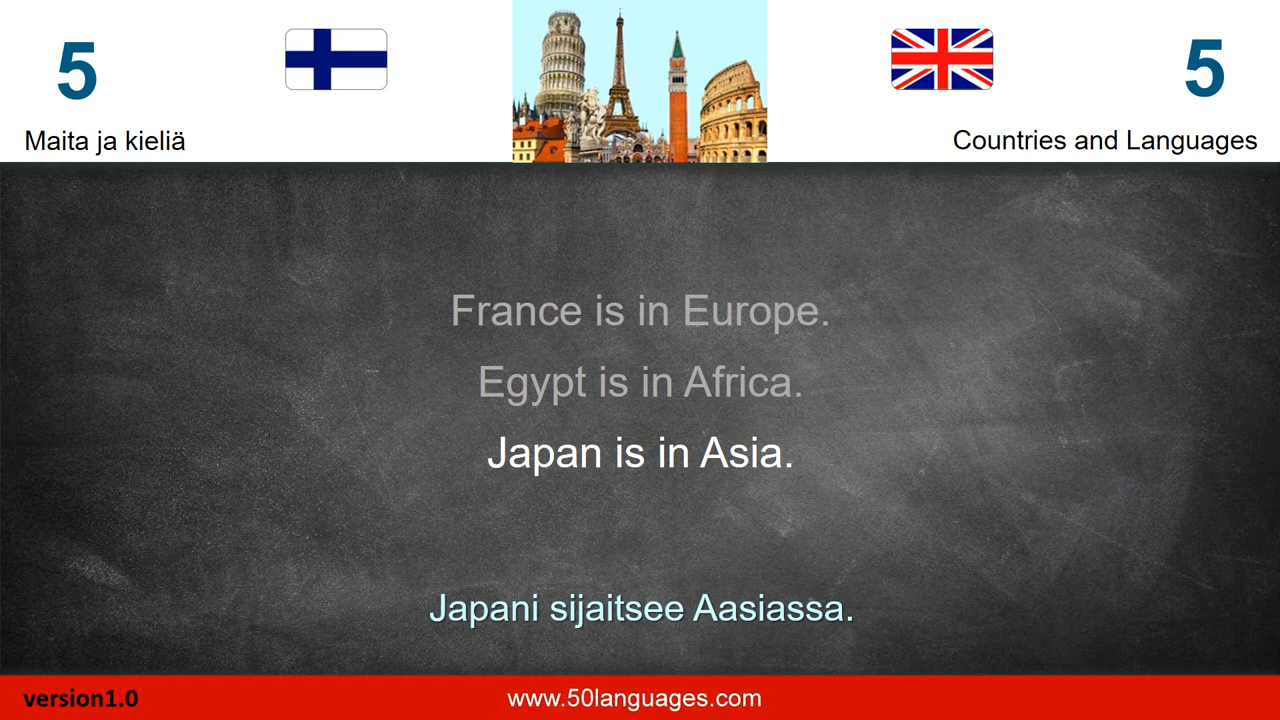 5
5
Maita ja kieliä
Countries and Languages
France is in Europe.
Egypt is in Africa.
Japan is in Asia.
Japani sijaitsee Aasiassa.
version1.0
www.50languages.com